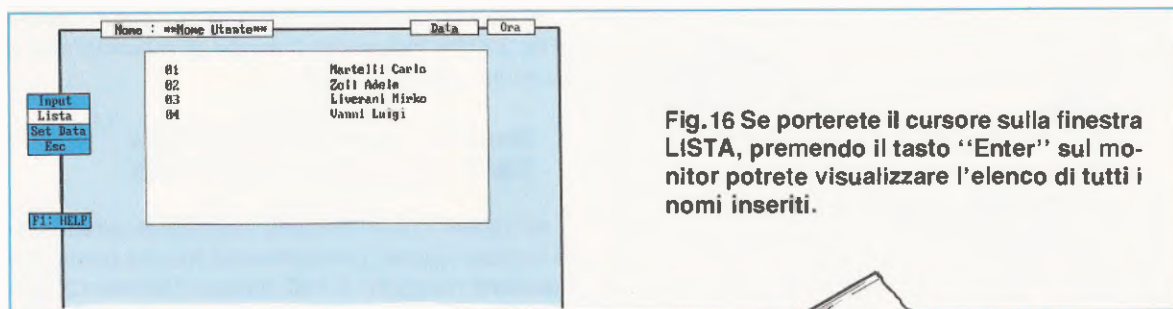 Nome : **Nome Utente** Data Ora
01 Martelli Carlo
02 Zoli Adele
03 Liverani Mirko
04 Vanni Luigi
Input
Lista
Set Data
Esc
F1: HELP
Fig.16 Se porterete il cursore sulla finestra
LISTA, premendo il tasto ‘‘Enter’’ sul mo-
nitor potrete visualizzare l’elenco di tutti i
nomi inseriti.